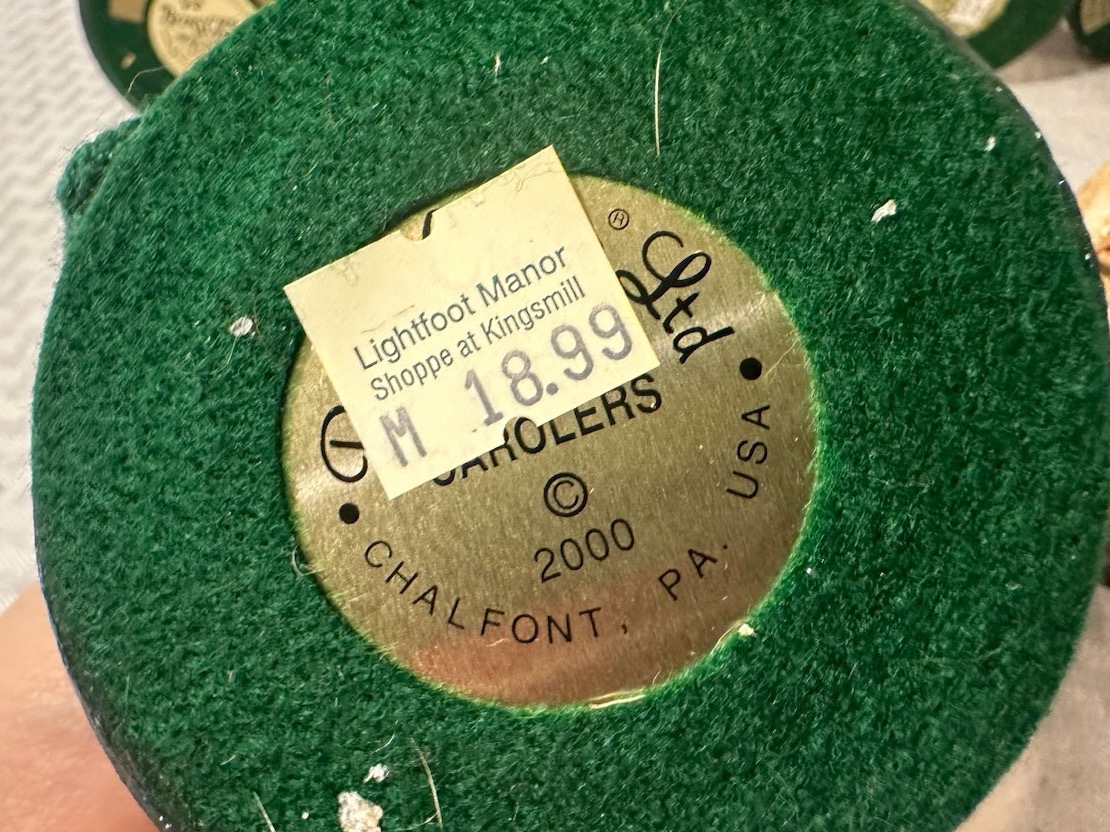 Lightfoot Manor
Shoppe at Kingsmill
M 18.99
® Ltd
CAROLERS
©
2000
• CHALFONT, PA. USA •